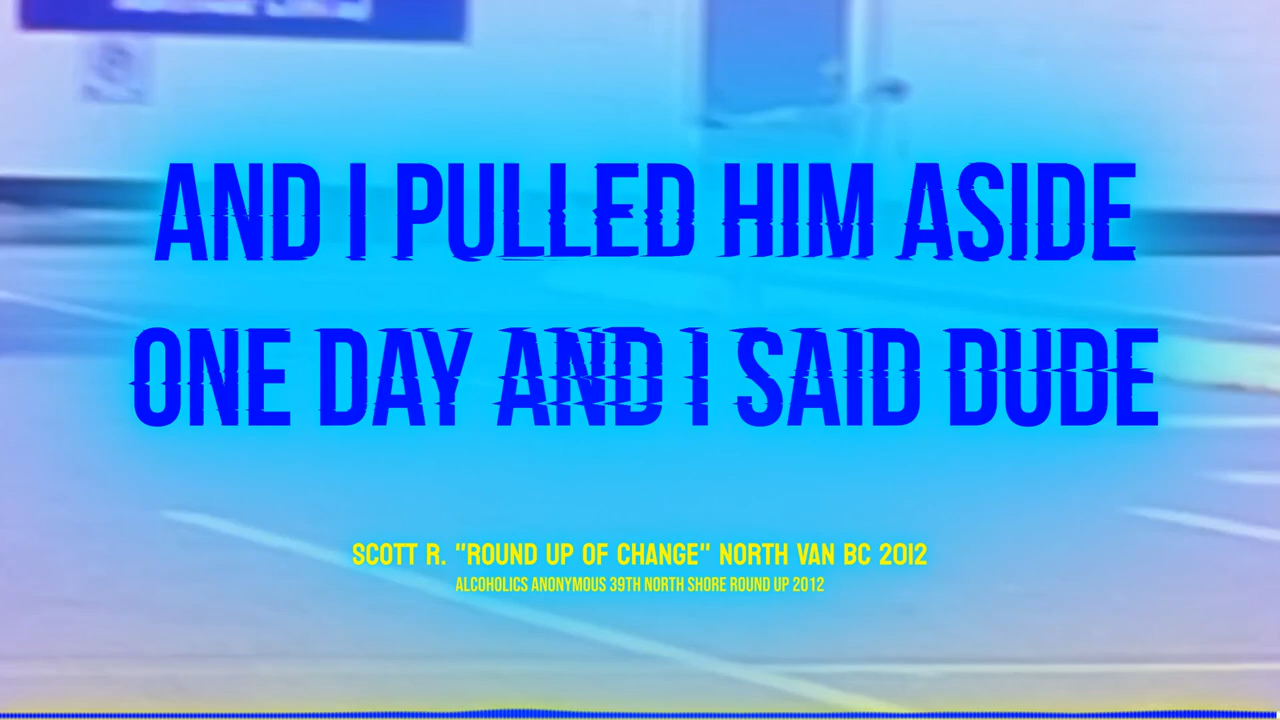 AND I PULLED HIM ASIDE
ONE DAY AND I SAID DUDE
SCOTT R. "ROUND UP OF CHANGE" NORTH VAN BC 2012
ALCOHOLICS ANONYMOUS 39TH NORTH SHORE ROUND UP 2012